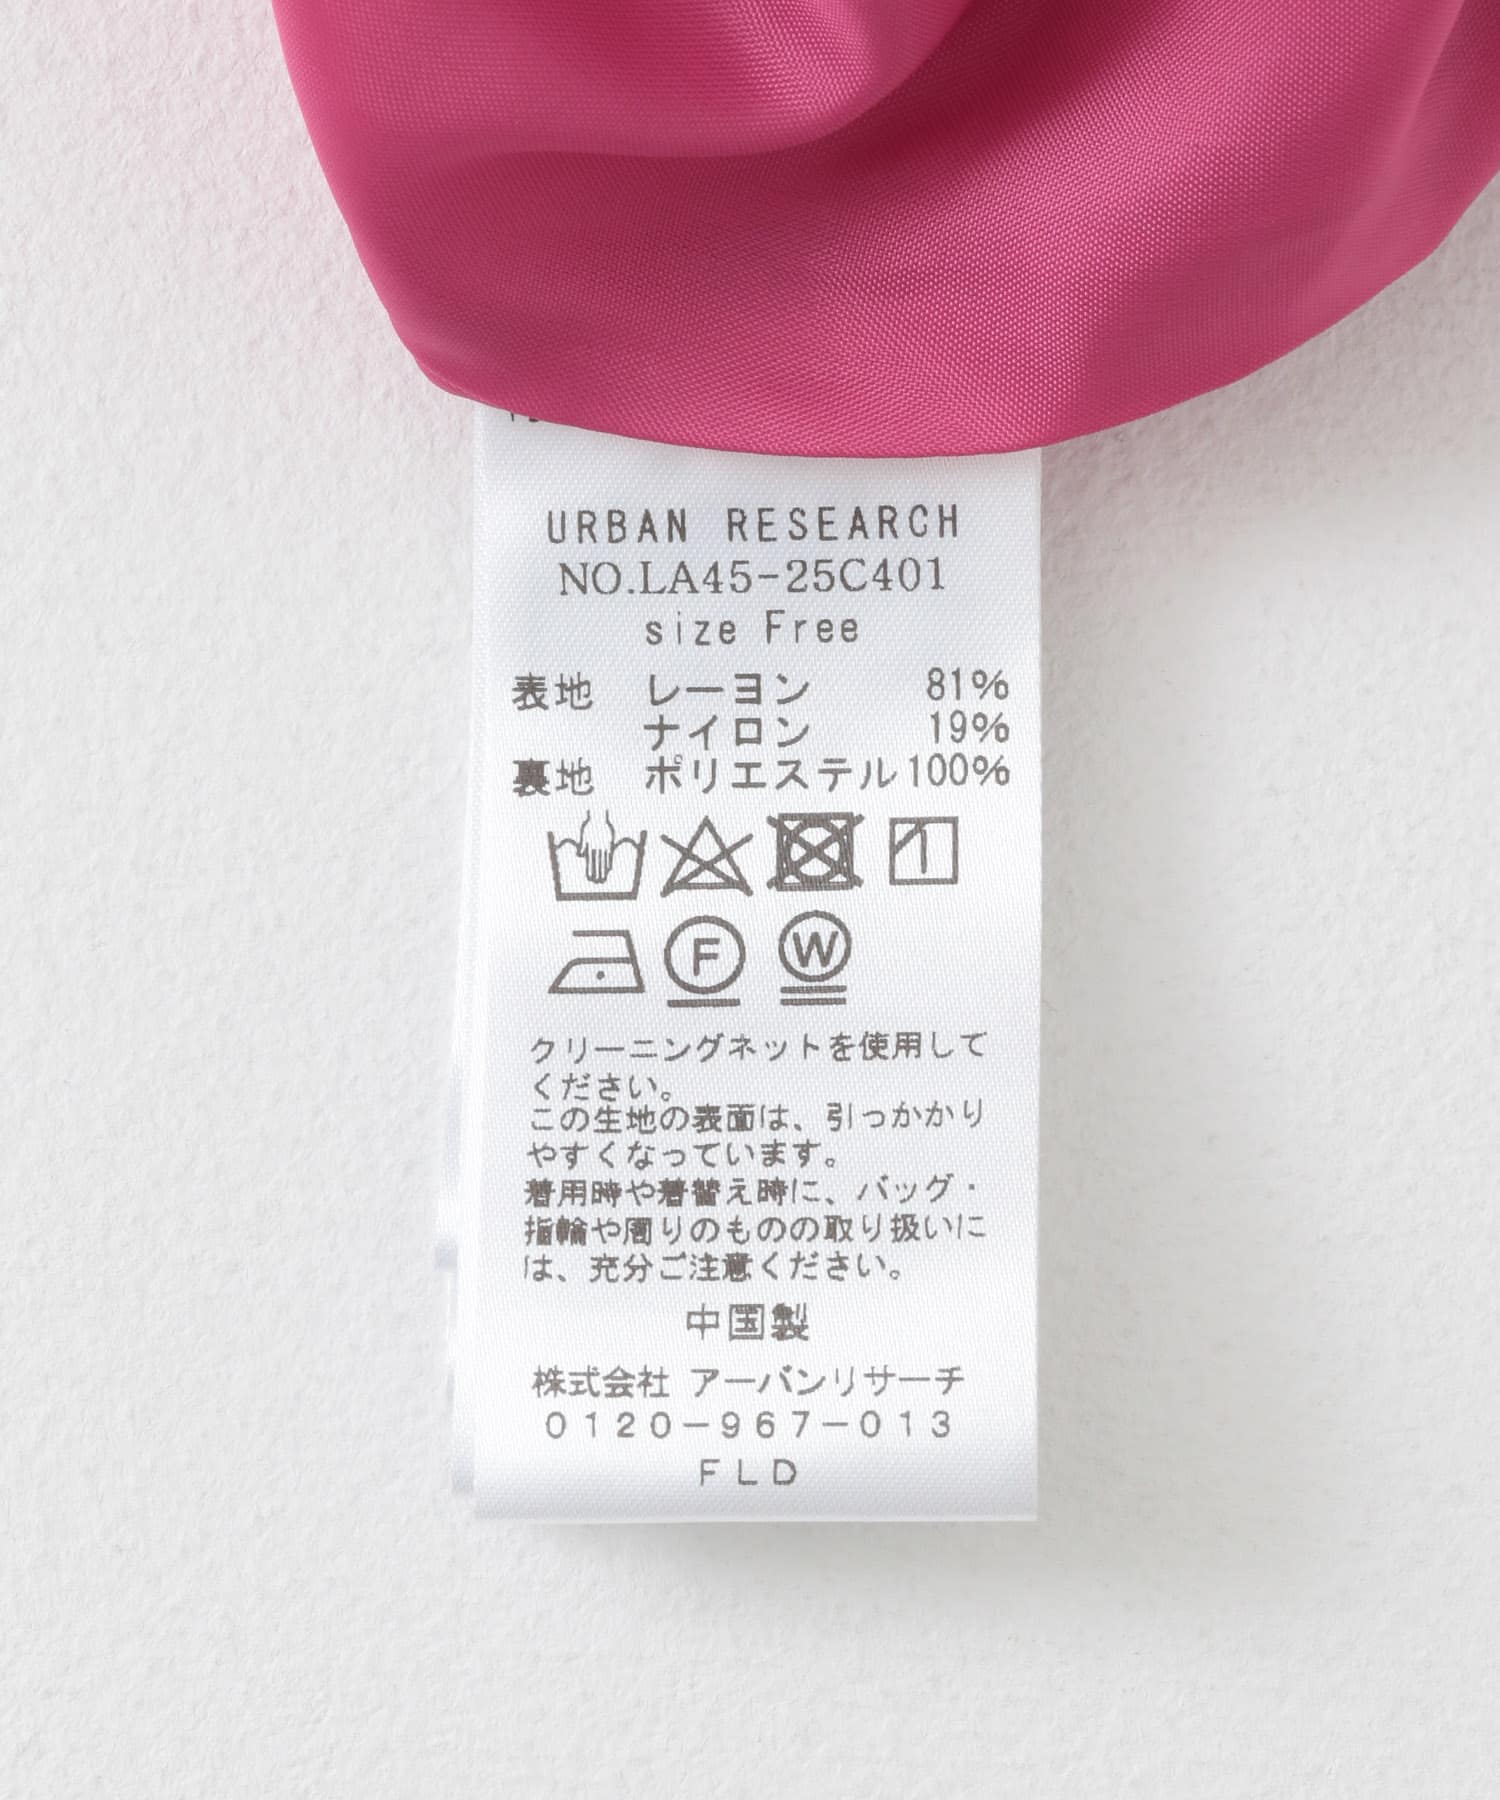 URBAN RESEARCH
NO.LA45-25C401
size Free
表地 レーヨン 81%
ナイロン 19%
裏地 ポリエステル100%
F W
クリーニングネットを使用して
ください。
この生地の表面は、引っかかり
やすくなっています。
着用時や着替え時に、バッグ・
指輪や周りのものの取り扱いに
は、充分ご注意ください。
中国製
株式会社 アーバンリサーチ
0120-967-013
FLD